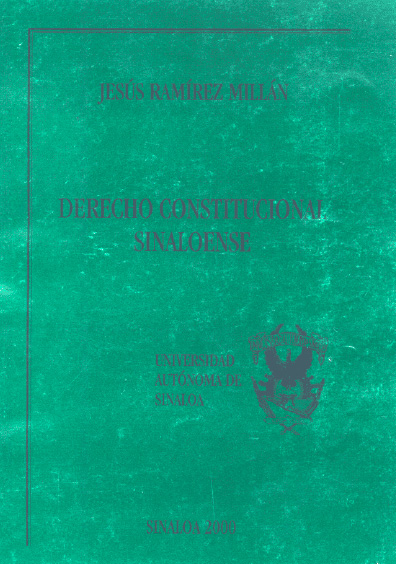 JESÚS RAMÍREZ MILLÁN
DERECHO CONSTITUCIONAL
SINALOENSE
UNIVERSIDAD
AUTÓNOMA DE
SINALOA
SINALOA 2000